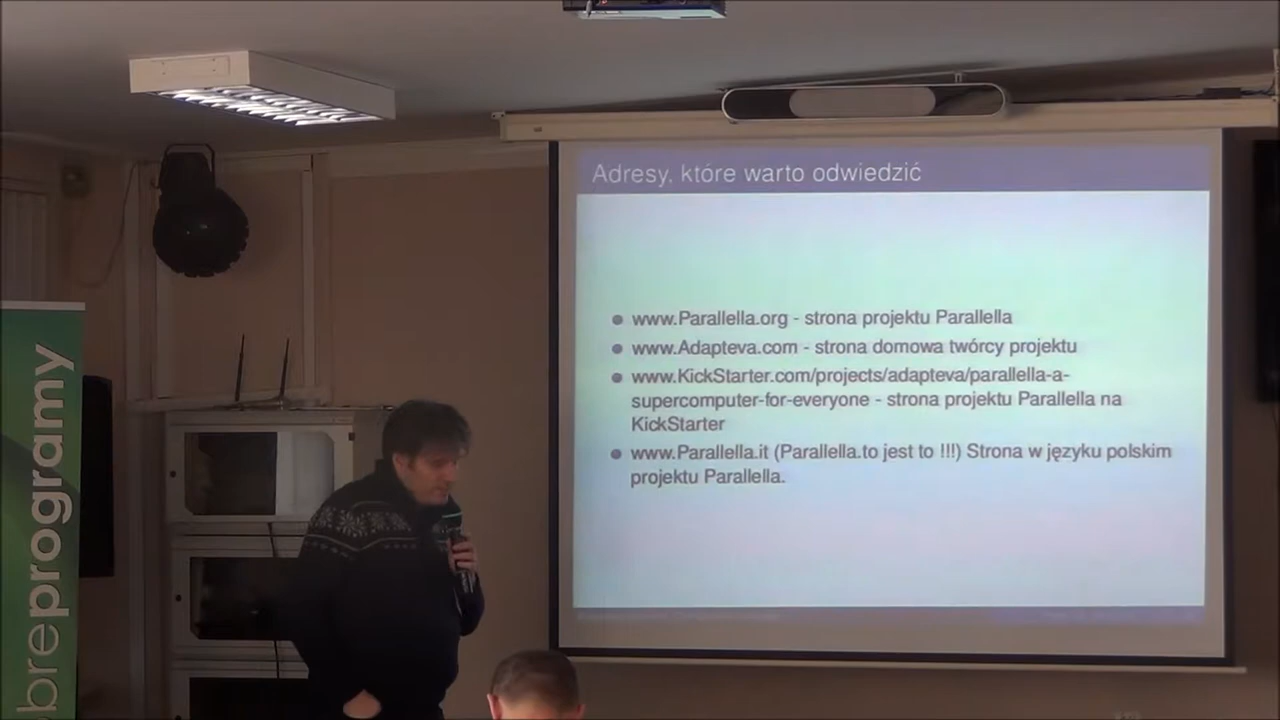 Adresy, które warto odwiedzić
www.Parallella.org - strona projektu Parallella
www.Adapteva.com - strona domowa twórcy projektu
www.KickStarter.com/projects/adapteva/parallella-a-
supercomputer-for-everyone - strona projektu Parallella na
KickStarter
www.Parallella.it (Parallella.to jest to !!!) Strona w języku polskim
projektu Parallella.
breprogramy